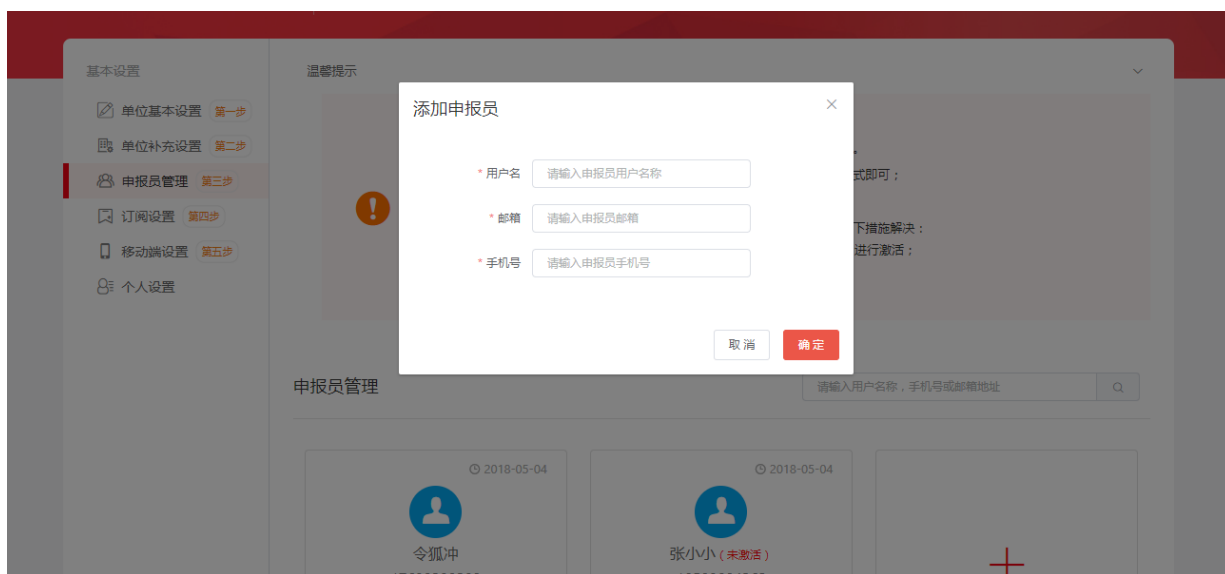 基本设置
单位基本设置 第一步
单位补充设置 第二步
申报员管理 第三步
订阅设置 第四步
移动端设置 第五步
个人设置
温馨提示
添加申报员
* 用户名 请输入申报员用户名称
* 邮箱 请输入申报员邮箱
* 手机号 请输入申报员手机号
取消 确定
式即可；
下措施解决：
进行激活；
申报员管理
请输入用户名称，手机号或邮箱地址
2018-05-04
令狐冲
2018-05-04
张小小（未激活）